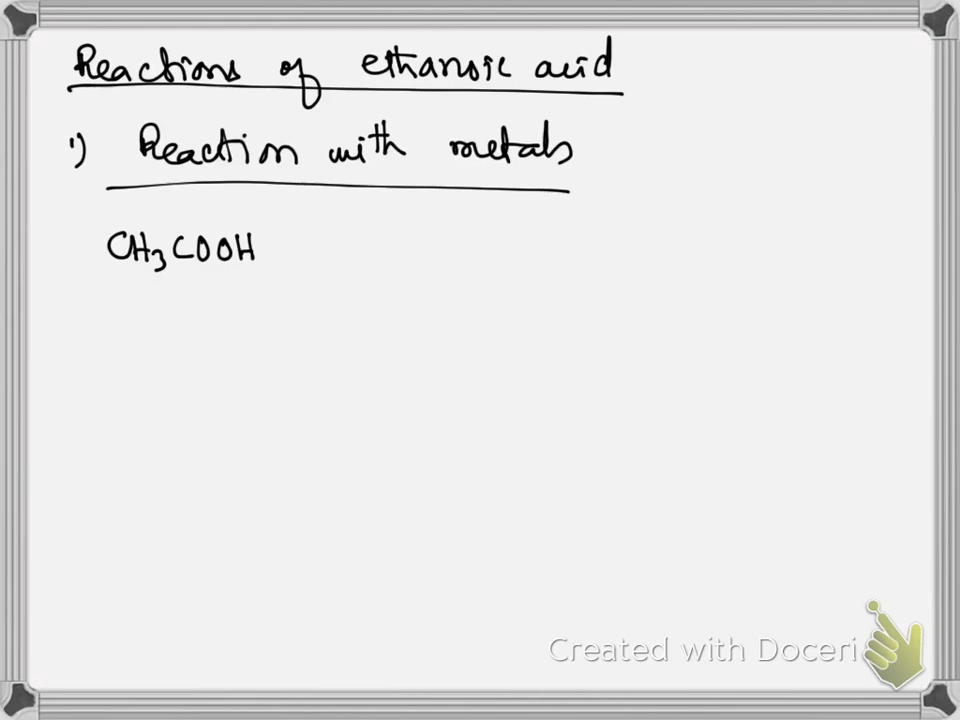 Reactions of ethanoic acid
1) Reaction with metals
CH3COOH
Created with Doceri